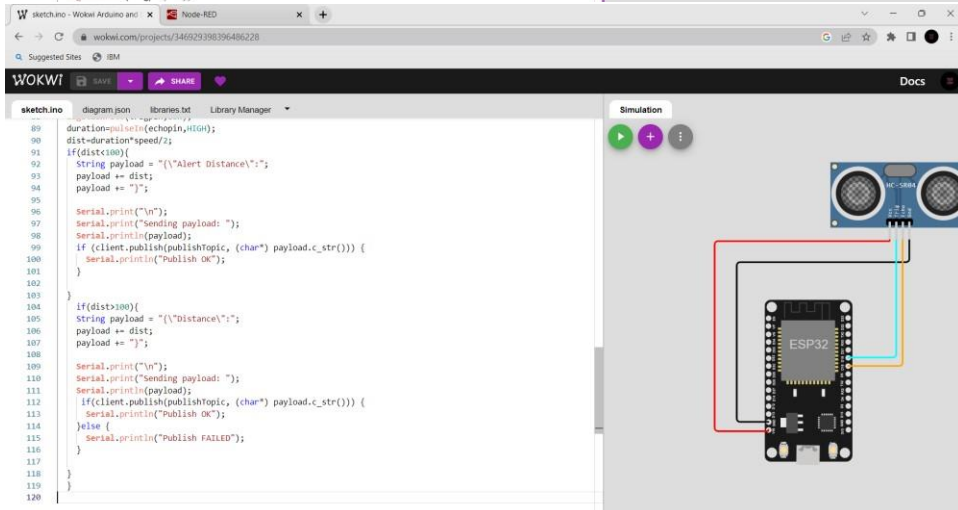 sketch.ino - Wokwi Arduino and
Node-RED
wokwi.com/projects/346929398396486228
Suggested Sites
IBM
WOKWI
SAVE
SHARE
Docs
sketch.ino
diagram.json
libraries.txt
Library Manager
Simulation
89 duration=pulseIn(echopin,HIGH);
90 dist=duration*speed/2;
91 if(dist<100){
92 String payload = "{\"Alert Distance\":";
93 payload += dist;
94 payload += "}";
95
96 Serial.print("\n");
97 Serial.print("Sending payload: ");
98 Serial.println(payload);
99 if (client.publish(publishTopic, (char*) payload.c_str())) {
100 Serial.println("Publish OK");
101 }
102
103 }
104 if(dist>100){
105 String payload = "{\"Distance\":";
106 payload += dist;
107 payload += "}";
108
109 Serial.print("\n");
110 Serial.print("Sending payload: ");
111 Serial.println(payload);
112 if(client.publish(publishTopic, (char*) payload.c_str())) {
113 Serial.println("Publish OK");
114 }else {
115 Serial.println("Publish FAILED");
116 }
117
118 }
119 }
120
HC-SR04
ESP32